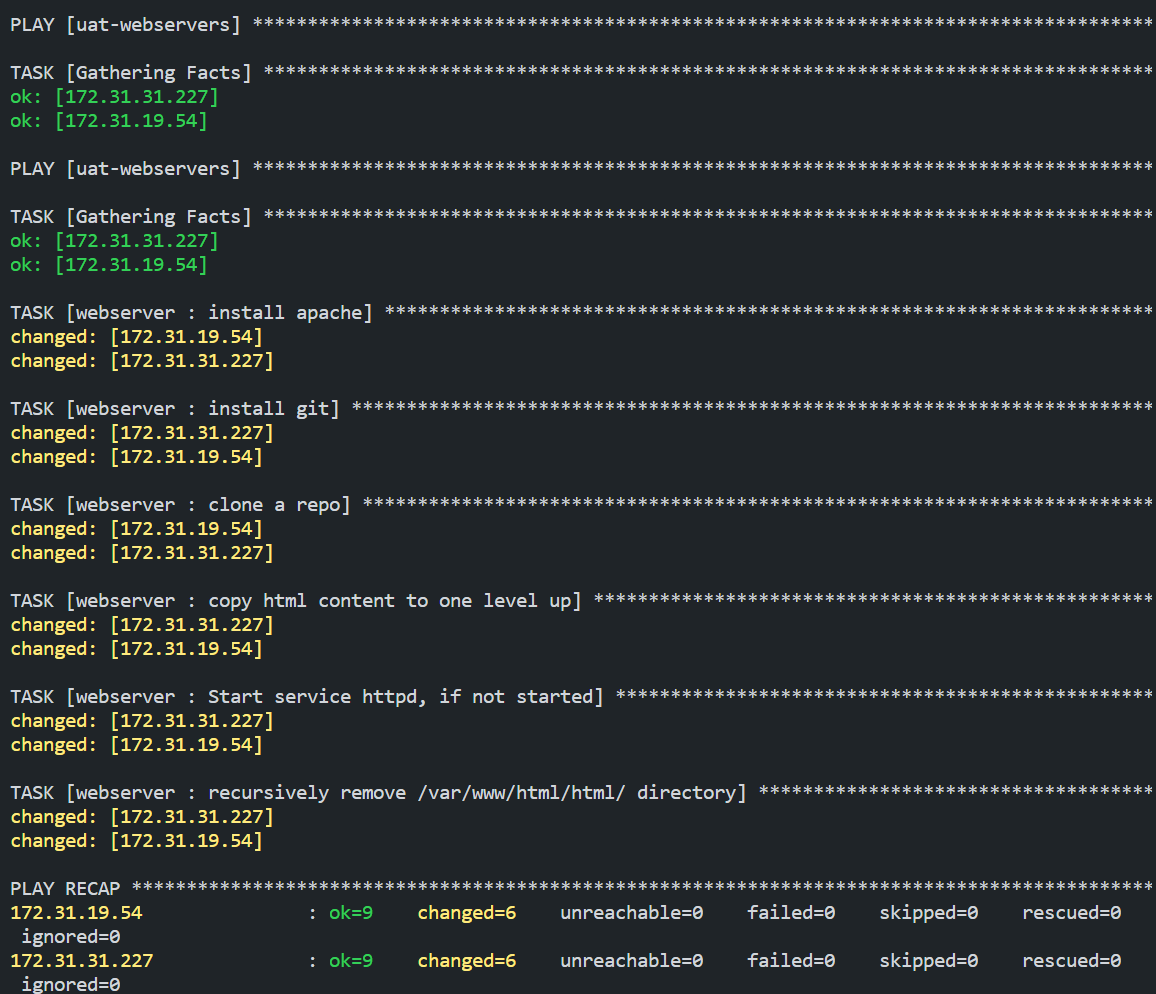 PLAY [uat-webservers] **********************************************************************************
TASK [Gathering Facts] *********************************************************************************
ok: [172.31.31.227]
ok: [172.31.19.54]
PLAY [uat-webservers] **********************************************************************************
TASK [Gathering Facts] *********************************************************************************
ok: [172.31.31.227]
ok: [172.31.19.54]
TASK [webserver : install apache] **********************************************************************
changed: [172.31.19.54]
changed: [172.31.31.227]
TASK [webserver : install git] *************************************************************************
changed: [172.31.31.227]
changed: [172.31.19.54]
TASK [webserver : clone a repo] ************************************************************************
changed: [172.31.19.54]
changed: [172.31.31.227]
TASK [webserver : copy html content to one level up] ***************************************************
changed: [172.31.31.227]
changed: [172.31.19.54]
TASK [webserver : Start service httpd, if not started] *************************************************
changed: [172.31.31.227]
changed: [172.31.19.54]
TASK [webserver : recursively remove /var/www/html/html/ directory] ************************************
changed: [172.31.31.227]
changed: [172.31.19.54]
PLAY RECAP *********************************************************************************************
172.31.19.54               : ok=9    changed=6    unreachable=0    failed=0    skipped=0    rescued=0
ignored=0
172.31.31.227              : ok=9    changed=6    unreachable=0    failed=0    skipped=0    rescued=0
ignored=0